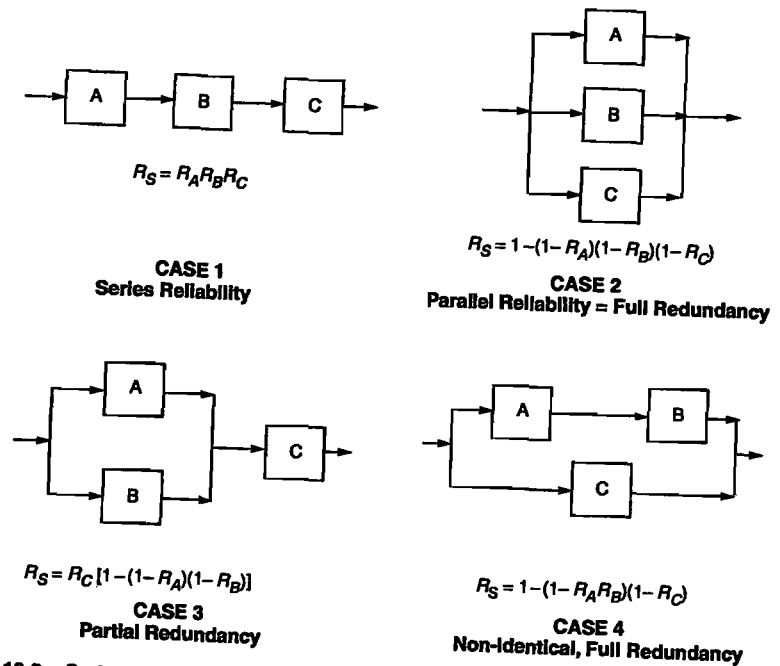 A
B
C
R_S = R_A R_B R_C
CASE 1
Series Reliability
A
B
C
R_S = 1–(1–R_A)(1–R_B)(1–R_C)
CASE 2
Parallel Reliability = Full Redundancy
A
B
C
R_S = R_C [1–(1–R_A)(1–R_B)]
CASE 3
Partial Redundancy
A
B
C
R_S = 1–(1–R_A R_B)(1–R_C)
CASE 4
Non-Identical, Full Redundancy